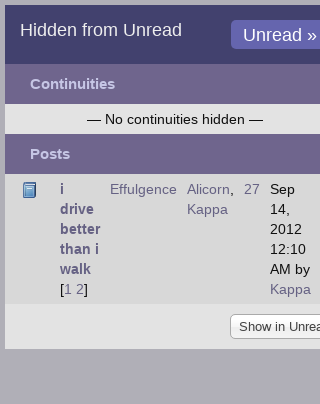 Hidden from Unread
Unread »
Continuities
— No continuities hidden —
Posts
i drive better than i walk [1 2] Effulgence Alicorn, Kappa 27 Sep 14, 2012 12:10 AM by Kappa
Show in